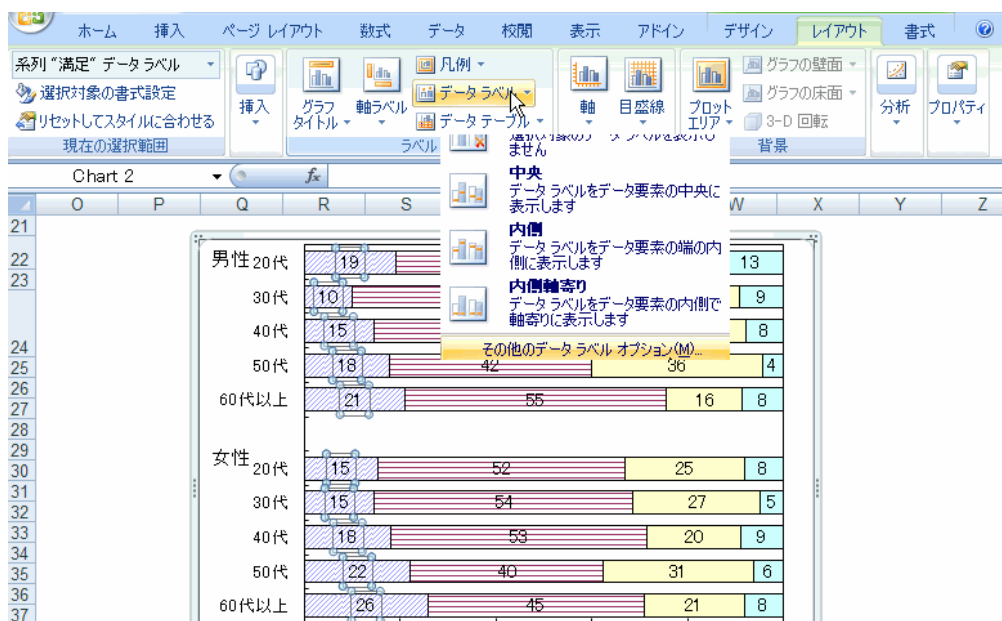 ホーム 挿入 ページ レイアウト 数式 データ 校閲 表示 アドイン デザイン レイアウト 書式
系列 "満足" データ ラベル
選択対象の書式設定
リセットしてスタイルに合わせる
現在の選択範囲
挿入
グラフ タイトル
軸ラベル
凡例
データ ラベル
データ テーブル
ラベル
軸
目盛線
プロット エリア
グラフの壁面
グラフの床面
3-D 回転
背景
分析
プロパティ
Chart 2
fx
ません
中央
データ ラベルをデータ要素の中央に
表示します
内側
データ ラベルをデータ要素の端の内
側に表示します
内側軸寄り
データ ラベルをデータ要素の内側で
軸寄りに表示します
その他のデータ ラベル オプション(M)...
O P Q R S W X Y Z
21
22
23
24
25
26
27
28
29
30
31
32
33
34
35
36
37
男性 20代 19 13
30代 10 9
40代 15 8
50代 18 42 36 4
60代以上 21 55 16 8
女性 20代 15 52 25 8
30代 15 54 27 5
40代 18 53 20 9
50代 22 40 31 6
60代以上 26 45 21 8